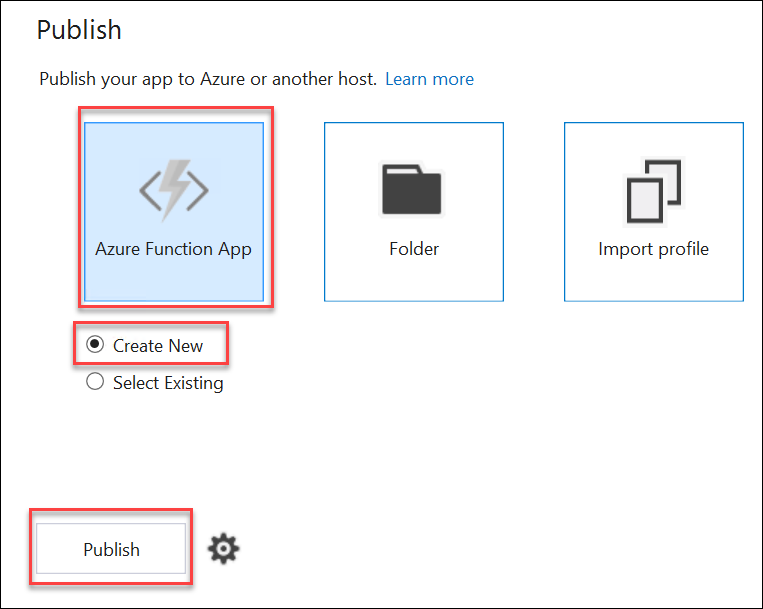 Publish
Publish your app to Azure or another host. Learn more
Azure Function App
Folder
Import profile
Create New
Select Existing
Publish